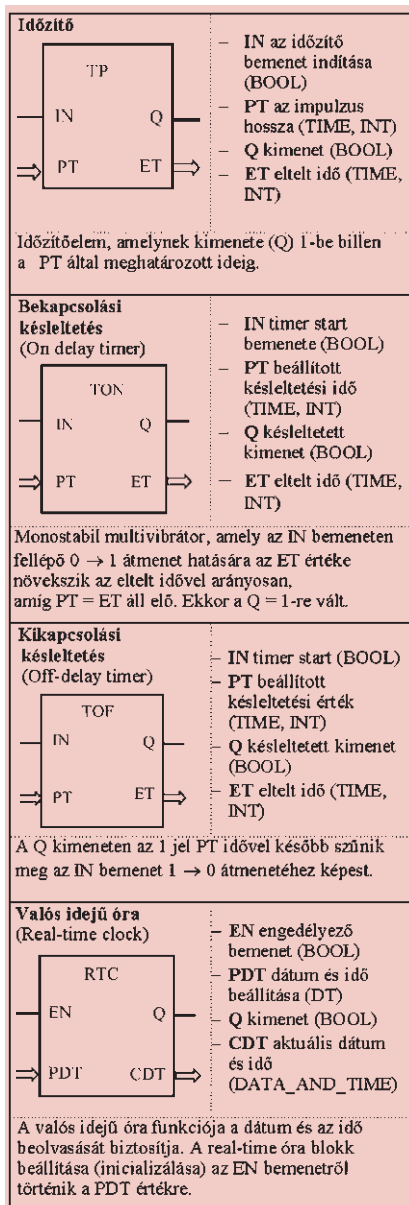 Időzítő
TP
IN Q
PT ET
– IN az időzítő
bemenet indítása
(BOOL)
– PT az impulzus
hossza (TIME, INT)
– Q kimenet (BOOL)
– ET eltelt idő (TIME,
INT)
Időzítőelem, amelynek kimenete (Q) 1-be billen
a PT által meghatározott ideig.
Bekapcsolási
késleltetés
(On delay timer)
TON
IN Q
PT ET
– IN timer start
bemenete (BOOL)
– PT beállított
késleltetési idő
(TIME, INT)
– Q késleltetett
kimenet (BOOL)
– ET eltelt idő (TIME,
INT)
Monostabil multivibrátor, amely az IN bemeneten
fellépő 0 → 1 átmenet hatására az ET értéke
növekszik az eltelt idővel arányosan,
amíg PT = ET áll elő. Ekkor a Q = 1-re vált.
Kikapcsolási
késleltetés
(Off-delay timer)
TOF
IN Q
PT ET
– IN timer start (BOOL)
– PT beállított
késleltetési érték
(TIME, INT)
– Q késleltetett kimenet
(BOOL)
– ET eltelt idő (TIME,
INT)
A Q kimeneten az 1 jel PT idővel később szűnik
meg az IN bemenet 1 → 0 átmenetéhez képest.
Valós idejű óra
(Real-time clock)
RTC
EN Q
PDT CDT
– EN engedélyező
bemenet (BOOL)
– PDT dátum és idő
beállítása (DT)
– Q kimenet (BOOL)
– CDT aktuális dátum
és idő
(DATA_AND_TIME)
A valós idejű óra funkciója a dátum és az idő
beolvasását biztosítja. A real-time óra blokk
beállítása (inicializálása) az EN bemenetről
történik a PDT értékre.